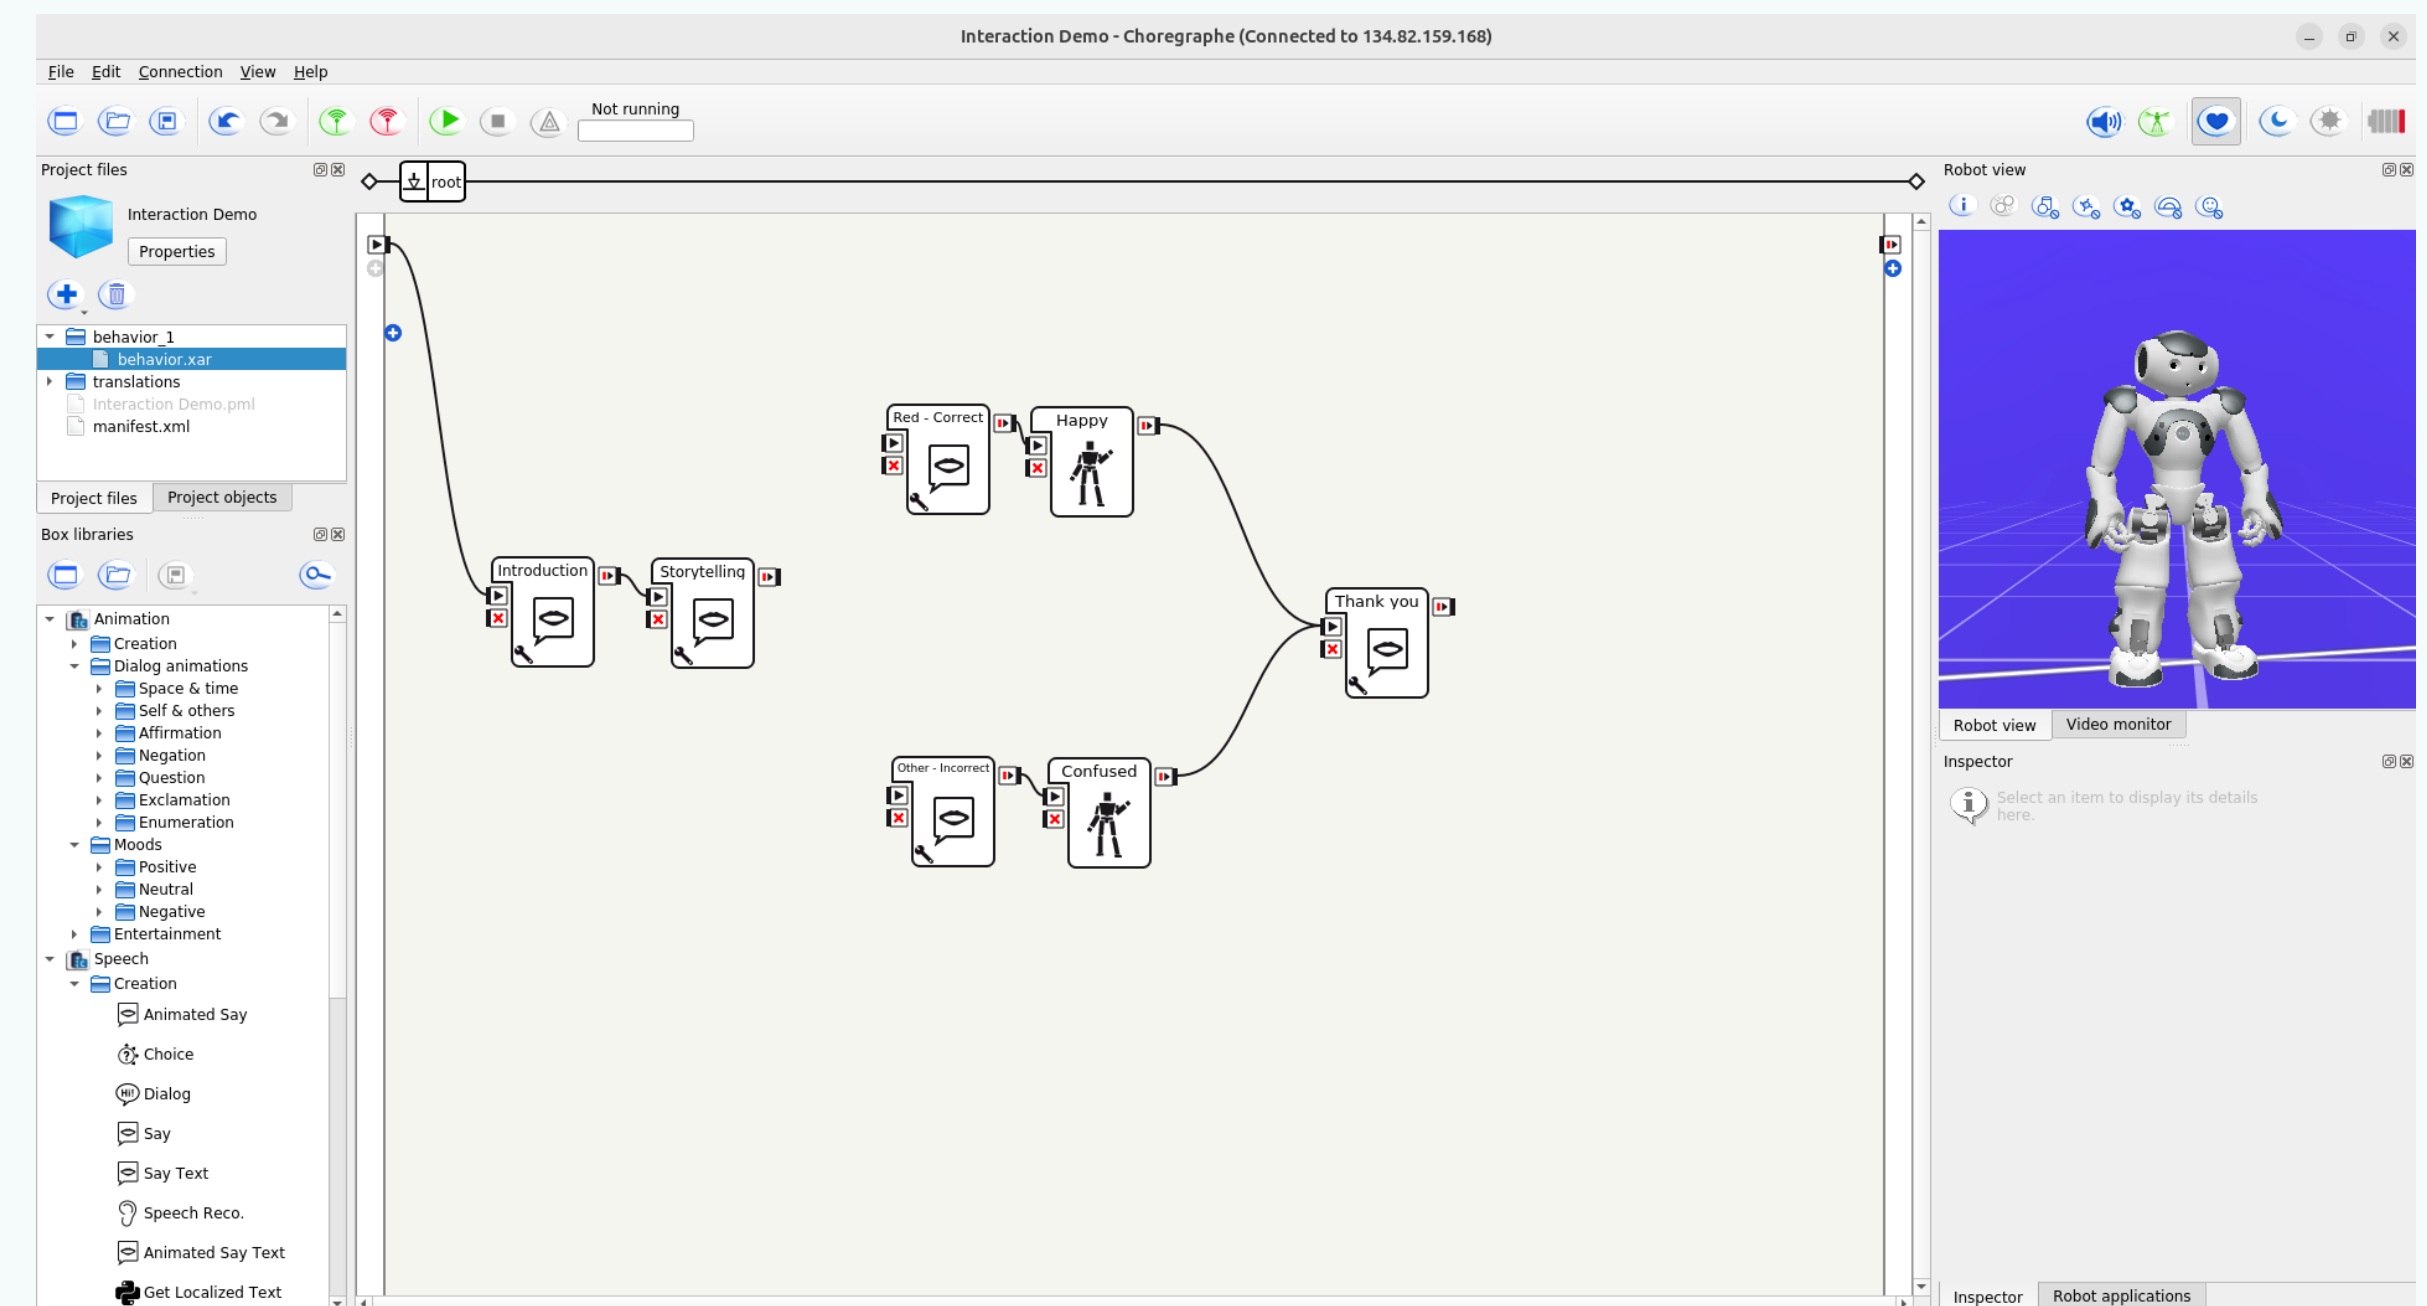 Interaction Demo - Choregraphe (Connected to 134.82.159.168)
File Edit Connection View Help
Not running
Project files
Interaction Demo
Properties
behavior_1
behavior.xar
translations
Interaction Demo.pml
manifest.xml
Project files Project objects
Box libraries
Animation
Creation
Dialog animations
Space & time
Self & others
Affirmation
Negation
Question
Exclamation
Enumeration
Moods
Positive
Neutral
Negative
Entertainment
Speech
Creation
Animated Say
Choice
Hi!
Dialog
Say
Say Text
Speech Reco.
Animated Say Text
Get Localized Text
root
Red - Correct
Happy
Introduction
Storytelling
Thank you
Other - Incorrect
Confused
Robot view
Robot view Video monitor
Inspector
Select an item to display its details
here.
Inspector Robot applications